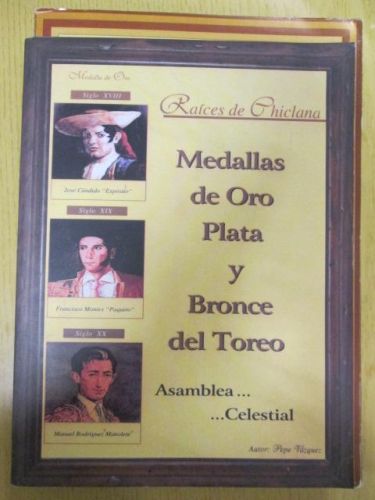 Medalla de Oro
Siglo XVIII
José Cándido "Expósito"
Siglo XIX
Francisco Montes "Paquiro"
Siglo XX
Manuel Rodríguez "Manolete"
Raíces de Chiclana
Medallas
de Oro
Plata
y
Bronce
del Toreo
Asamblea...
...Celestial
Autor: Pepe Vázquez